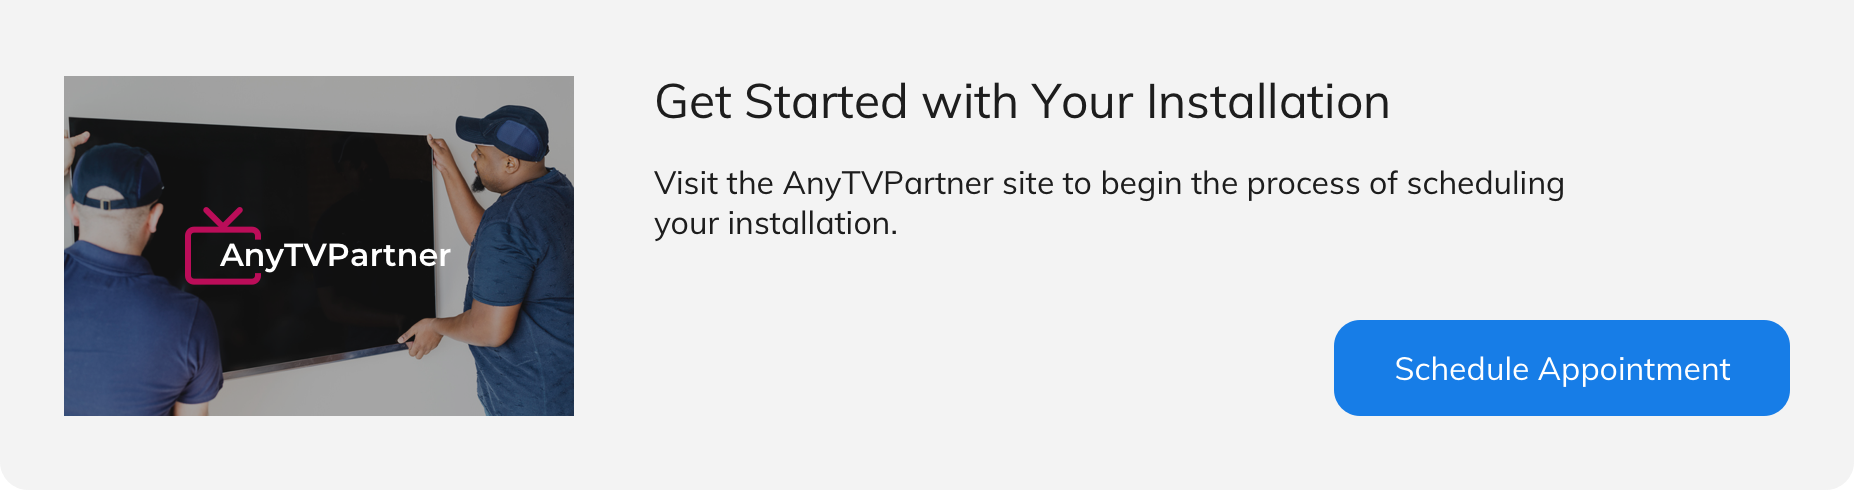 AnyTVPartner
Get Started with Your Installation
Visit the AnyTVPartner site to begin the process of scheduling
your installation.
Schedule Appointment